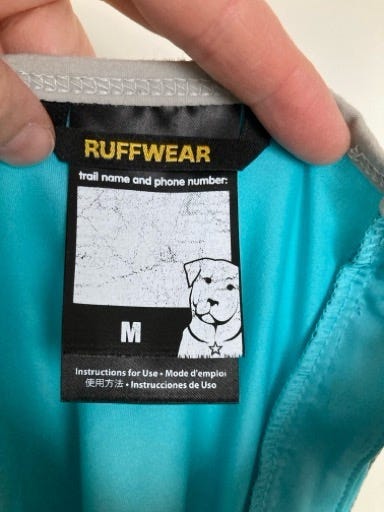 RUFFWEAR
trail name and phone number:
M
Instructions for Use • Mode d'emploi
使用方法 • Instrucciones de Uso